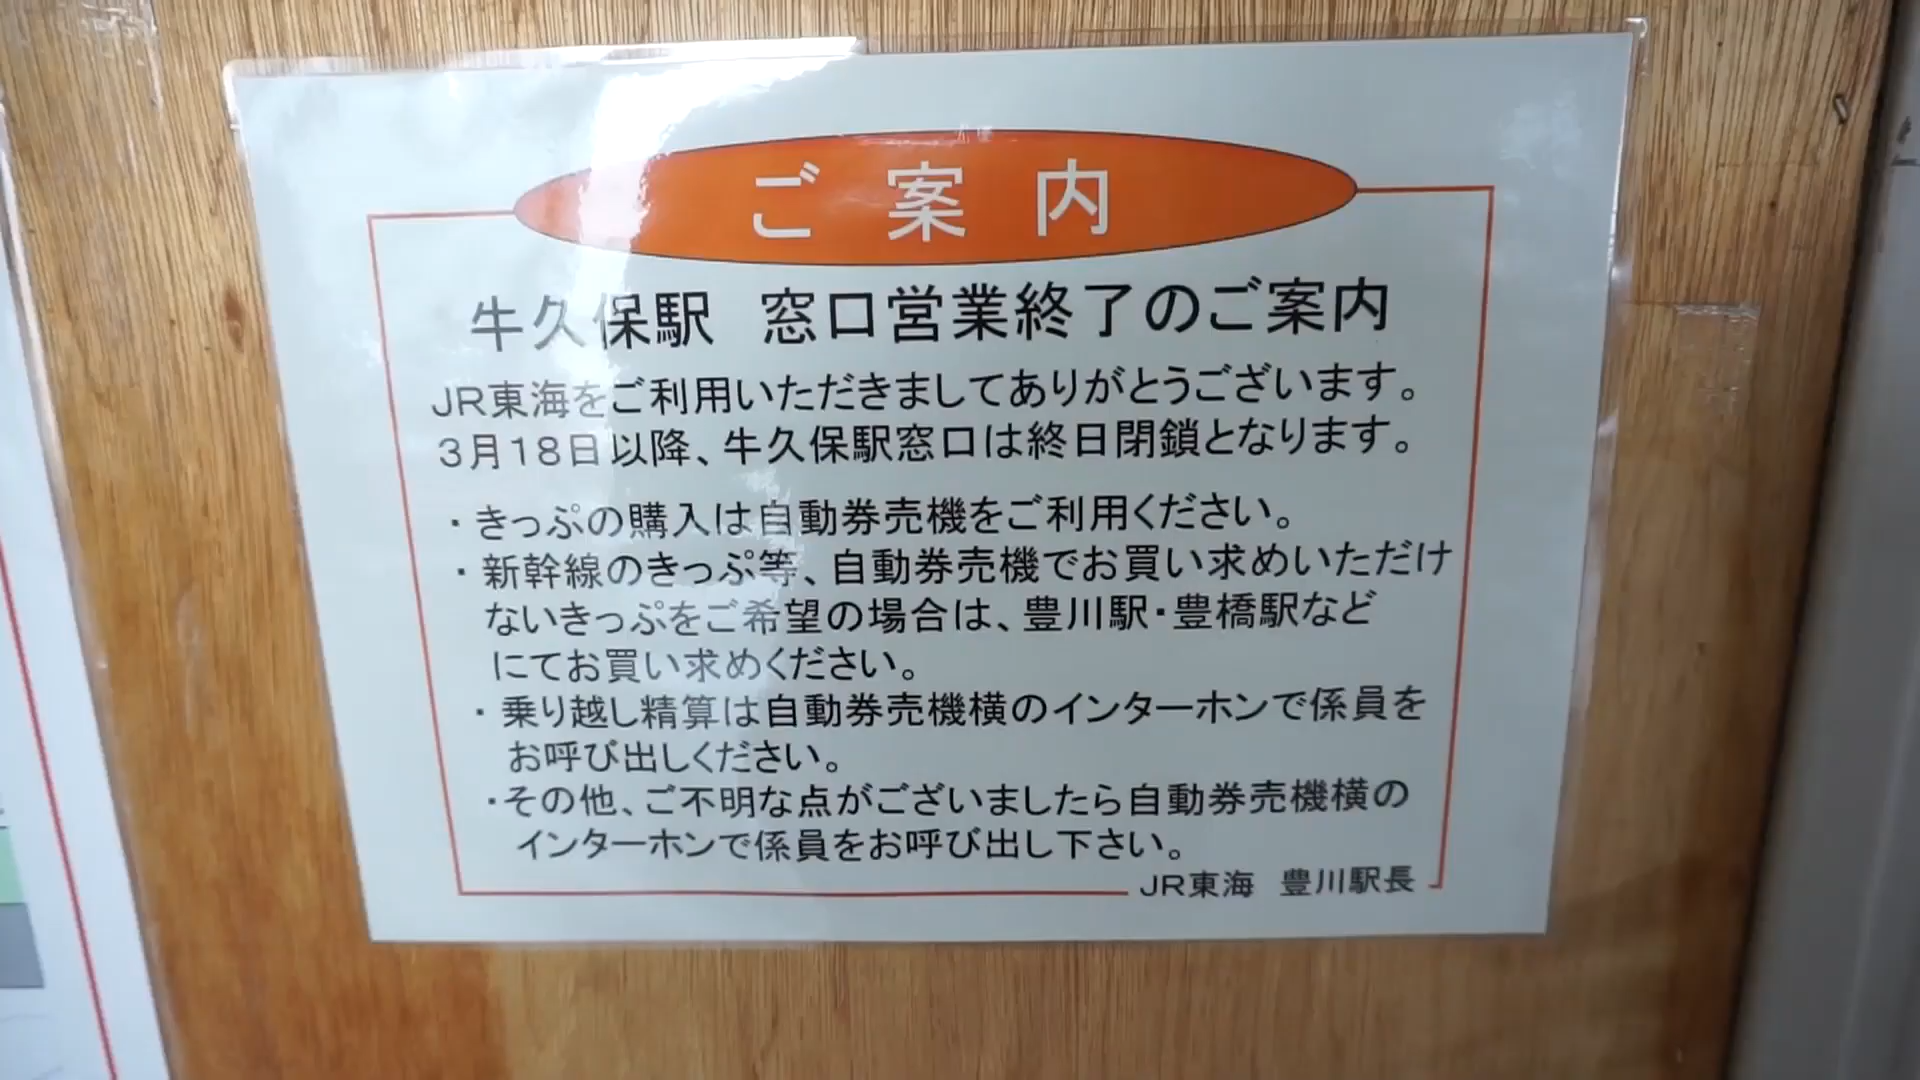 ご案内
牛久保駅　窓口営業終了のご案内
JR東海をご利用いただきましてありがとうございます。
3月18日以降、牛久保駅窓口は終日閉鎖となります。
・きっぷの購入は自動券売機をご利用ください。
・新幹線のきっぷ等、自動券売機でお買い求めいただけ
ないきっぷをご希望の場合は、豊川駅・豊橋駅など
にてお買い求めください。
・乗り越し精算は自動券売機横のインターホンで係員を
お呼び出しください。
・その他、ご不明な点がございましたら自動券売機横の
インターホンで係員をお呼び出し下さい。
JR東海　豊川駅長